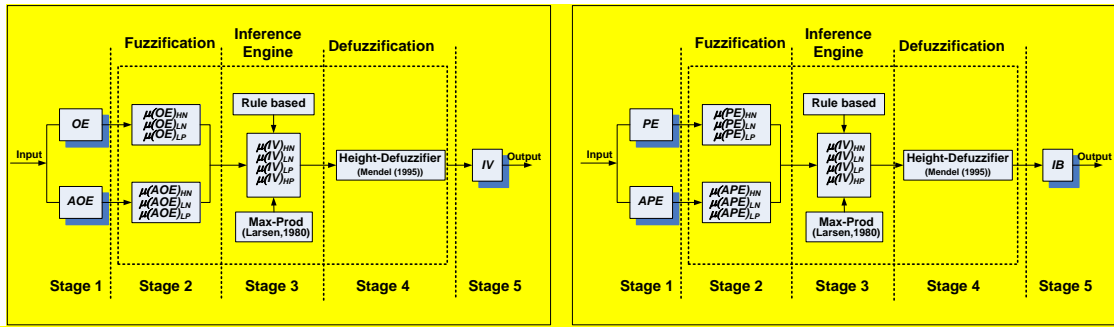 Fuzzification
Inference
Engine
Defuzzification
Input
OE
AOE
μ(OE)HN
μ(OE)LN
μ(OE)LP
μ(AOE)HN
μ(AOE)LN
μ(AOE)LP
Rule based
μ(IV)HN
μ(IV)LN
μ(IV)LP
μ(IV)HP
Max-Prod
(Larsen,1980)
Height-Defuzzifier
(Mendel (1995))
IV
Output
Stage 1
Stage 2
Stage 3
Stage 4
Stage 5
Fuzzification
Inference
Engine
Defuzzification
Input
PE
APE
μ(PE)HN
μ(PE)LN
μ(PE)LP
μ(APE)HN
μ(APE)LN
μ(APE)LP
Rule based
μ(IV)HN
μ(IV)LN
μ(IV)LP
μ(IV)HP
Max-Prod
(Larsen,1980)
Height-Defuzzifier
(Mendel (1995))
IB
Output
Stage 1
Stage 2
Stage 3
Stage 4
Stage 5